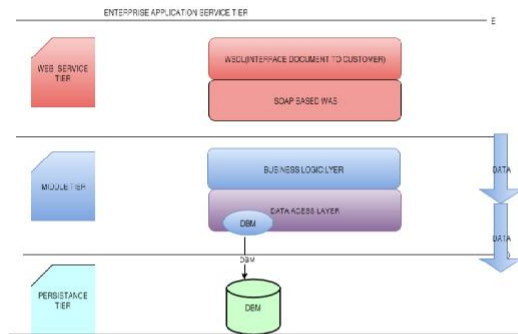 ENTERPRISE APPLICATION SERVICE TIER
E
WEB SERVICE
TIER
WSDL(INTERFACE DOCUMENT TO CUSTOMER)
SOAP BASED WAS
MIDDLE TIER
BUSINESS LOGIC LYER
DATA
DATA ACESS LAYER
DBM
DATA
DBM
PERSISTANCE
TIER
DBM